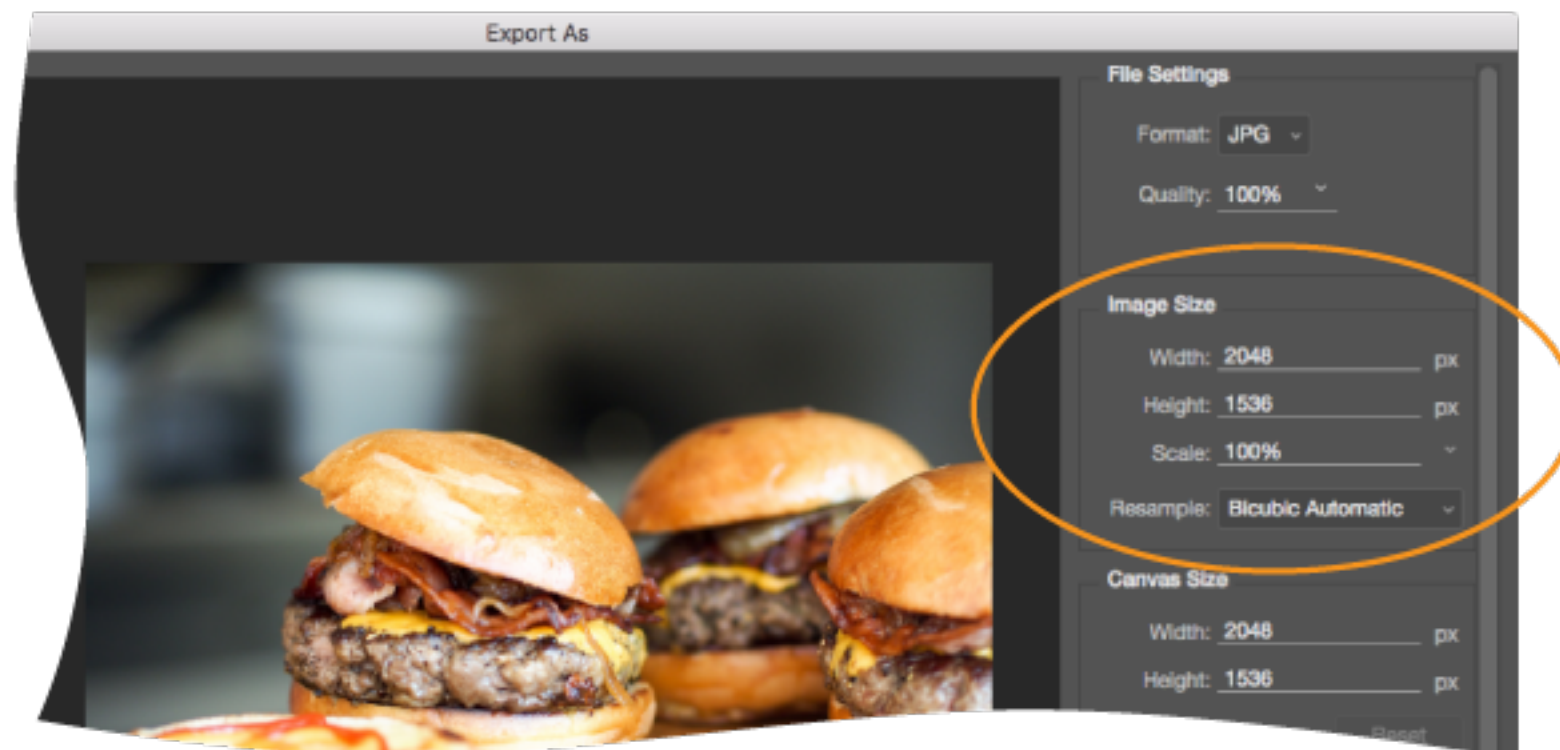 Export As
File Settings
Format: JPG
Quality: 100%
Image Size
Width: 2048 px
Height: 1536 px
Scale: 100%
Resample: Bicubic Automatic
Canvas Size
Width: 2048 px
Height: 1536 px
Reset